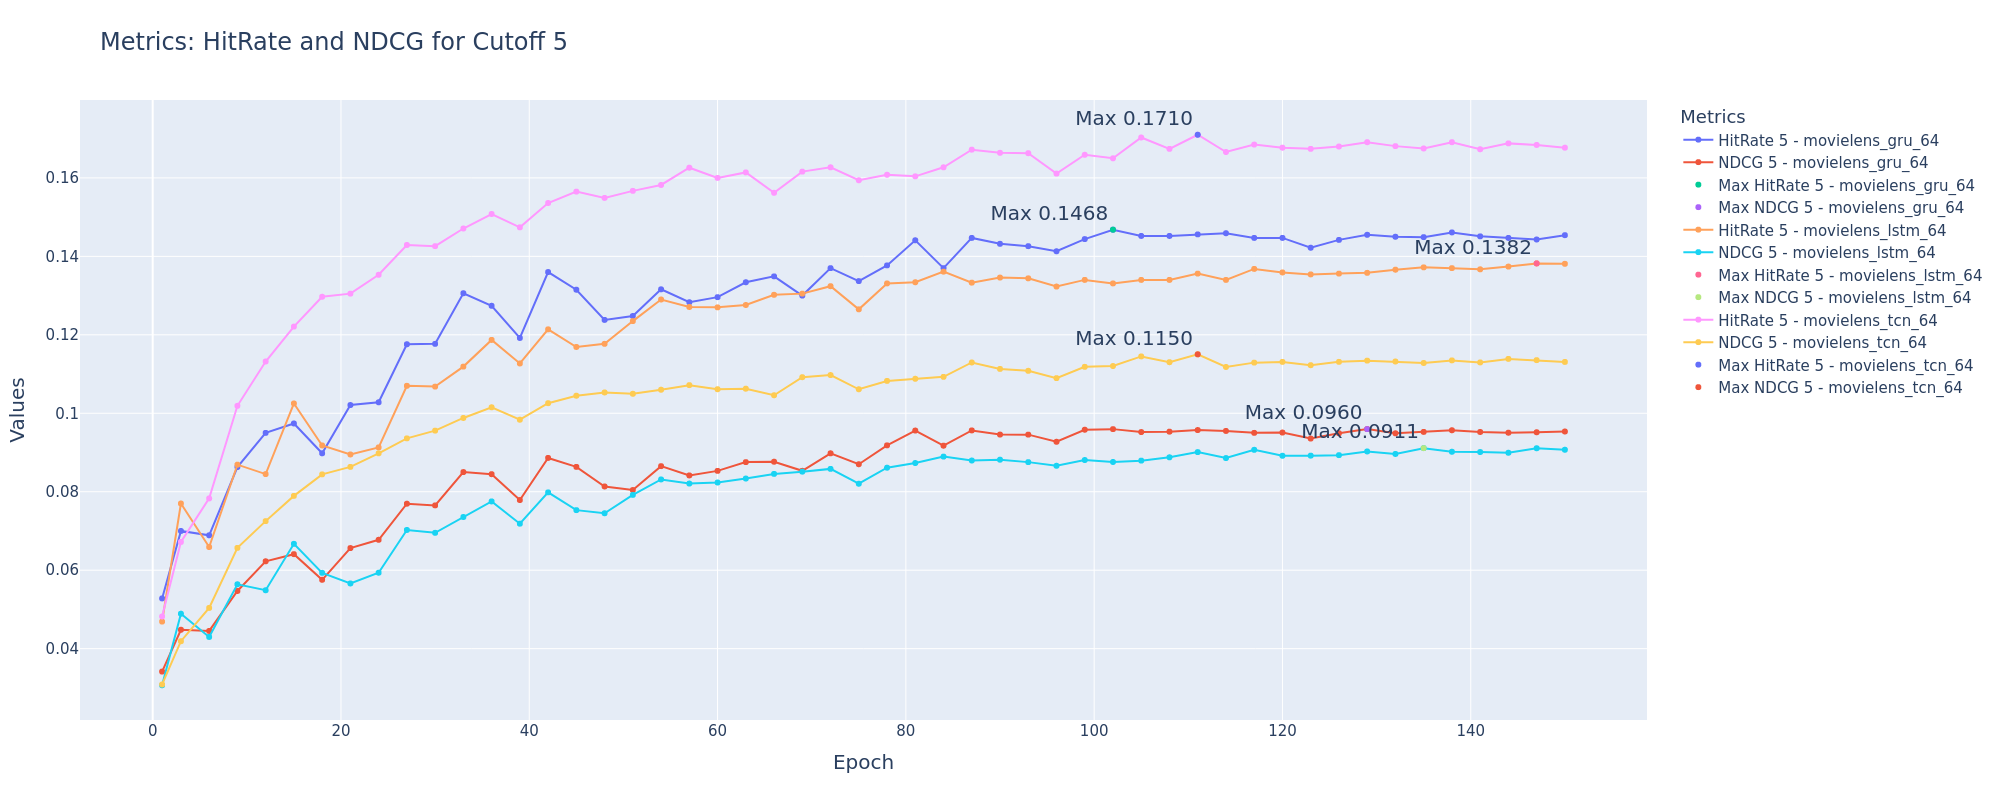 Metrics: HitRate and NDCG for Cutoff 5
Max 0.1710
Max 0.1468
Max 0.1382
Max 0.1150
Max 0.0960
Max 0.0911
0.16
0.14
0.12
0.1
0.08
0.06
0.04
Values
0 20 40 60 80 100 120 140
Epoch
Metrics
HitRate 5 - movielens_gru_64
NDCG 5 - movielens_gru_64
Max HitRate 5 - movielens_gru_64
Max NDCG 5 - movielens_gru_64
HitRate 5 - movielens_lstm_64
NDCG 5 - movielens_lstm_64
Max HitRate 5 - movielens_lstm_64
Max NDCG 5 - movielens_lstm_64
HitRate 5 - movielens_tcn_64
NDCG 5 - movielens_tcn_64
Max HitRate 5 - movielens_tcn_64
Max NDCG 5 - movielens_tcn_64